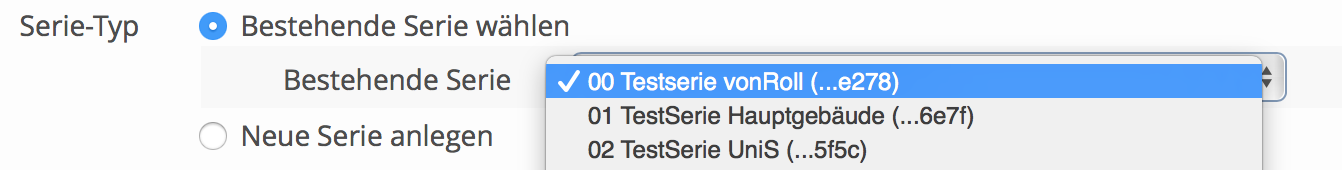 Serie-Typ Bestehende Serie wählen
Bestehende Serie 00 Testserie vonRoll (...e278)
01 TestSerie Hauptgebäude (...6e7f)
Neue Serie anlegen
02 TestSerie UniS (...5f5c)